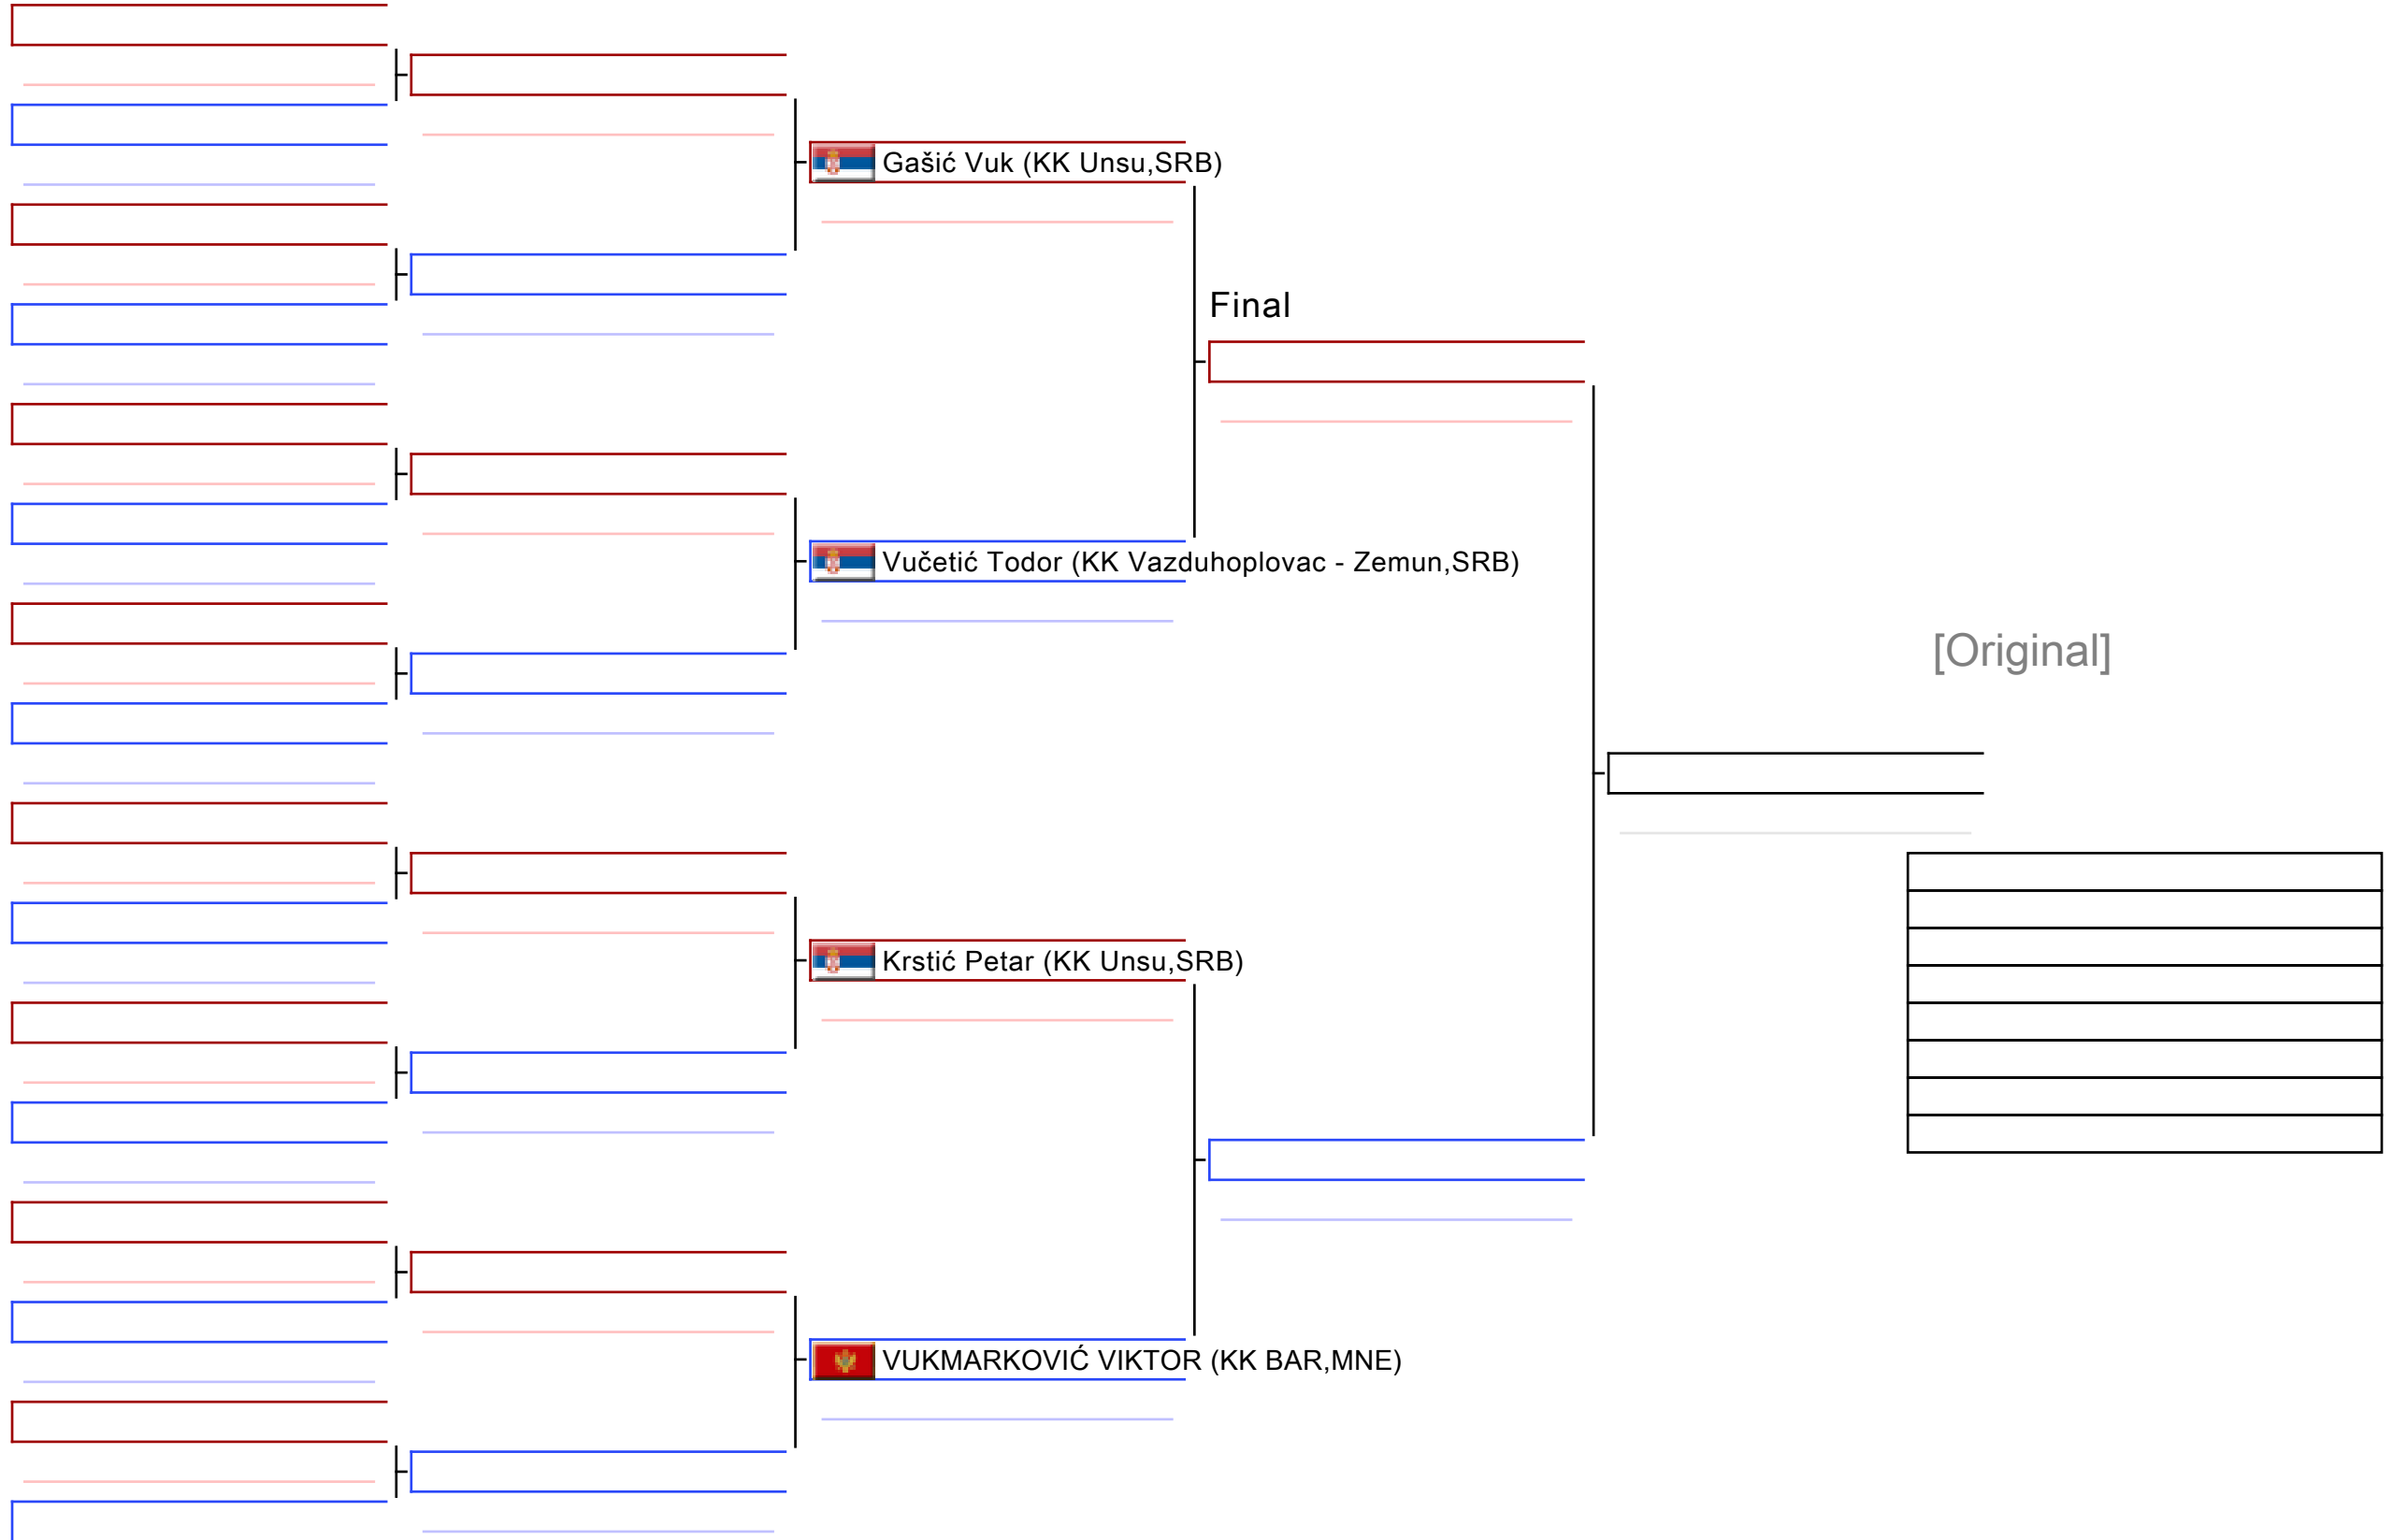 Gašić Vuk (KK Unsu,SRB)
Final
Vučetić Todor (KK Vazduhoplovac - Zemun,SRB)
[Original]
Krstić Petar (KK Unsu,SRB)
VUKMARKOVIĆ VIKTOR (KK BAR,MNE)